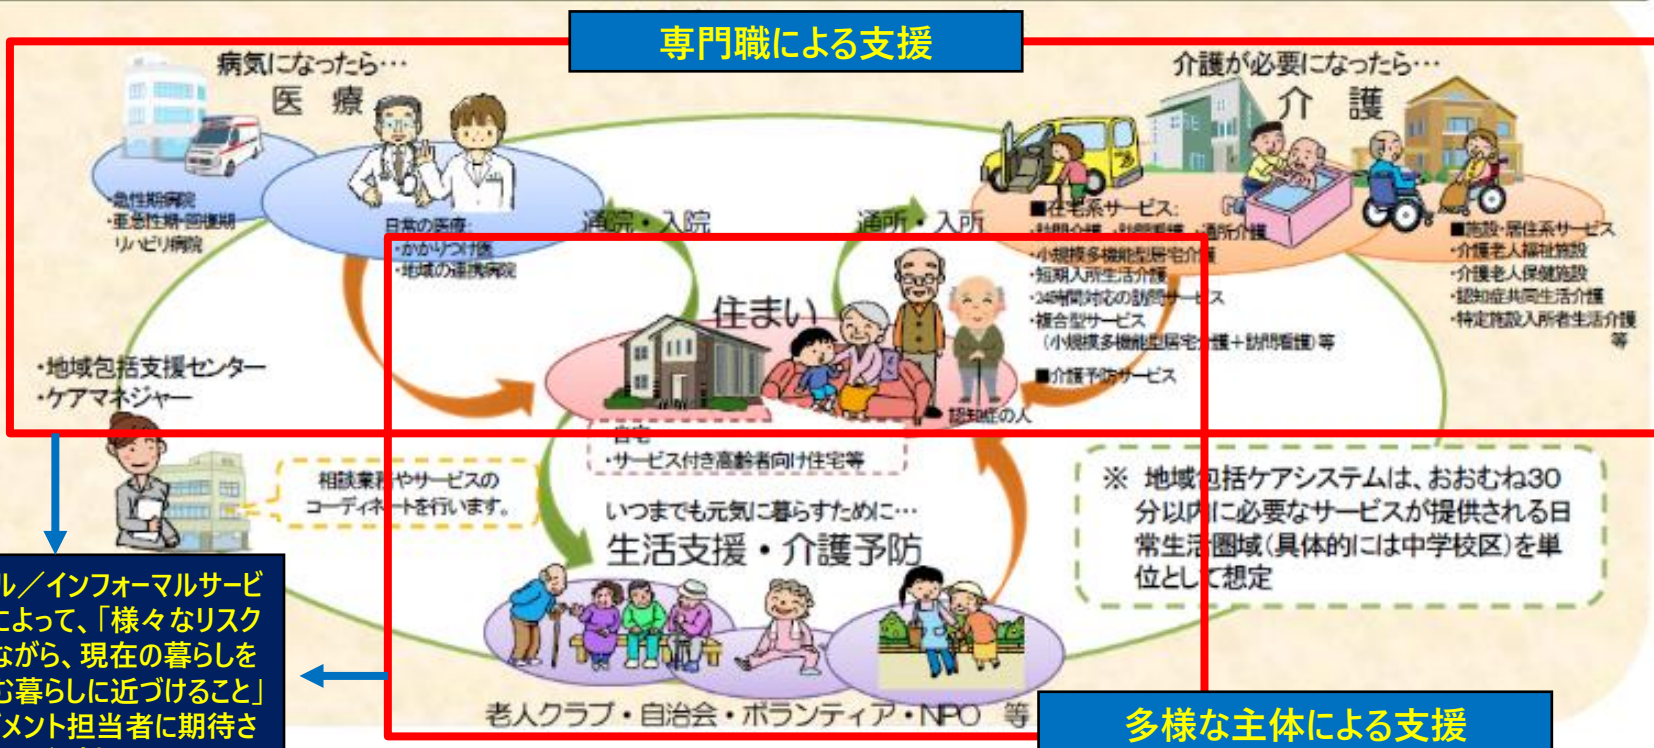 専門職による支援
病気になったら…
医 療
介護が必要になったら…
介 護
・急性期病院
・亜急性期・回復期
リハビリ病院
日常の医療:
・かかりつけ医
・地域の連携病院
通院・入院
通所・入所
■在宅系サービス:
・訪問介護 ・訪問看護 ・通所介護
・小規模多機能型居宅介護
・短期入所生活介護
・24時間対応の訪問サービス
・複合型サービス
(小規模多機能型居宅介護+訪問看護)等
■介護予防サービス
■施設・居住系サービス
・介護老人福祉施設
・介護老人保健施設
・認知症共同生活介護
・特定施設入所者生活介護
等
住まい
認知症の人
・地域包括支援センター
・ケアマネジャー
・自宅
・サービス付き高齢者向け住宅等
相談業務やサービスの
コーディネートを行います。
いつまでも元気に暮らすために…
生活支援・介護予防
※ 地域包括ケアシステムは、おおむね30
分以内に必要なサービスが提供される日
常生活圏域(具体的には中学校区)を単
位として想定
ル/インフォーマルサービ
によって、「様々なリスク
ながら、現在の暮らしを
む暮らしに近づけること」
メント担当者に期待さ
老人クラブ・自治会・ボランティア・NPO 等
多様な主体による支援